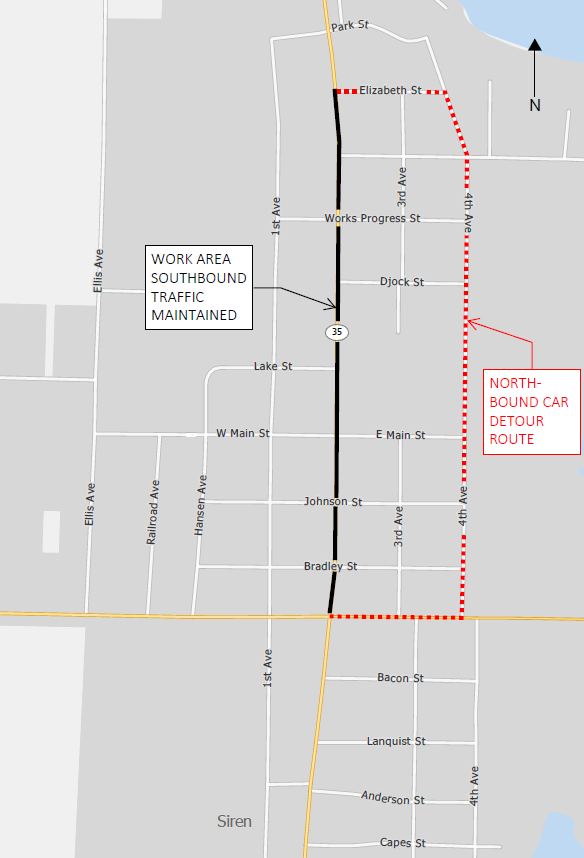 Park St
Elizabeth St
N
3rd Ave
4th Ave
1st Ave
Works Progress St
Ellis Ave
WORK AREA
SOUTHBOUND
TRAFFIC
MAINTAINED
Djock St
35
Lake St
NORTH-
BOUND CAR
DETOUR
ROUTE
W Main St
E Main St
Ellis Ave
Railroad Ave
Hansen Ave
Johnson St
3rd Ave
4th Ave
Bradley St
1st Ave
Bacon St
Lanquist St
4th Ave
Anderson St
Siren
Capes St